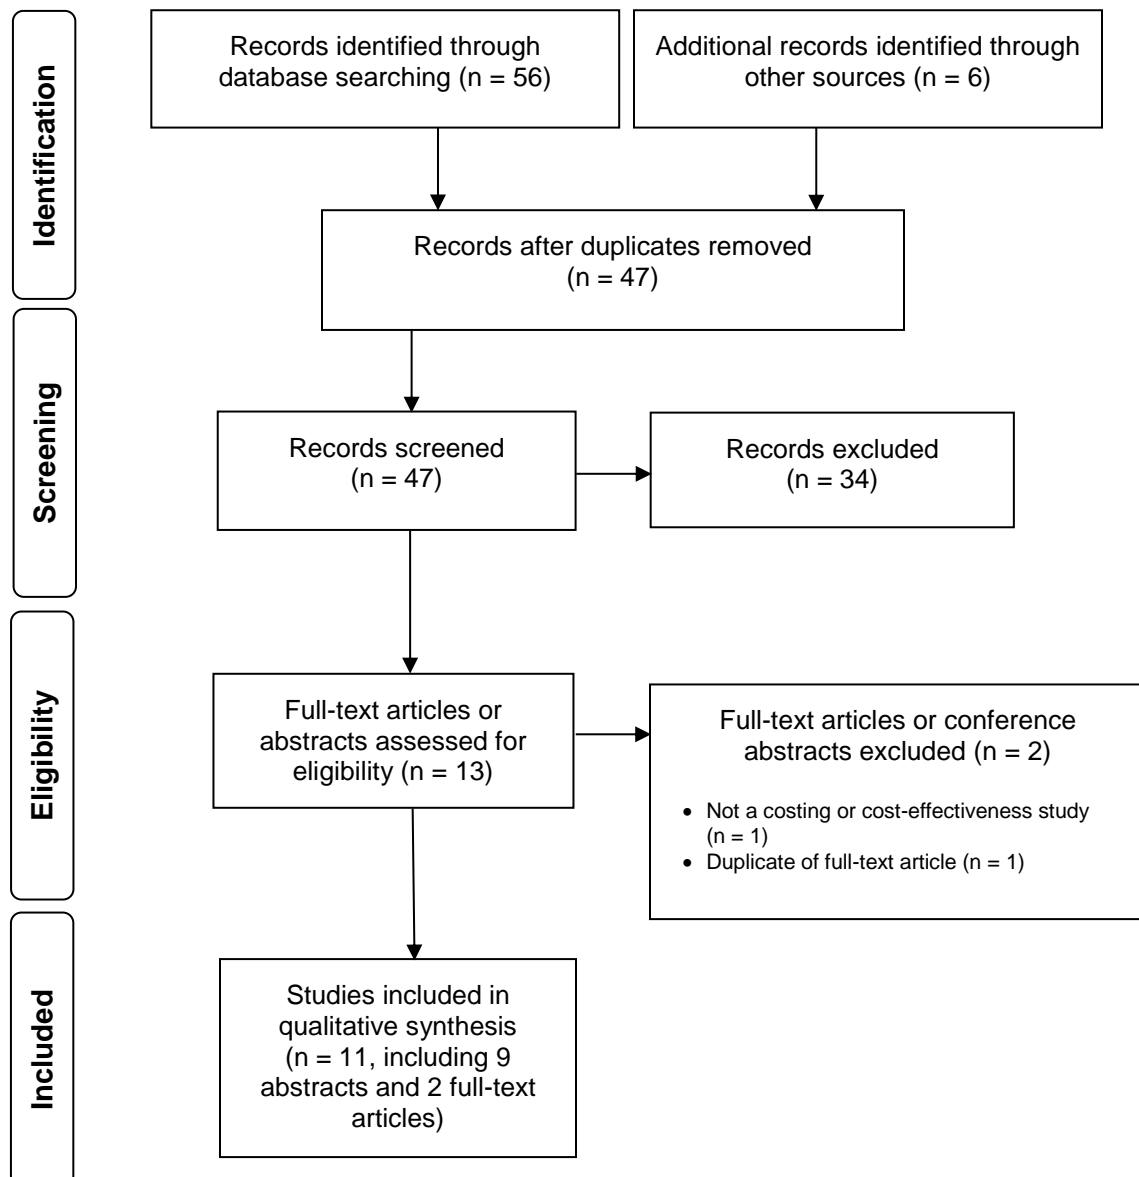 Identification
Records identified through
database searching (n = 56)
Additional records identified through
other sources (n = 6)
Records after duplicates removed
(n = 47)
Screening
Records screened
(n = 47)
Records excluded
(n = 34)
Eligibility
Full-text articles or
abstracts assessed for
eligibility (n = 13)
Full-text articles or conference
abstracts excluded (n = 2)
• Not a costing or cost-effectiveness study
(n = 1)
• Duplicate of full-text article (n = 1)
Included
Studies included in
qualitative synthesis
(n = 11, including 9
abstracts and 2 full-text
articles)